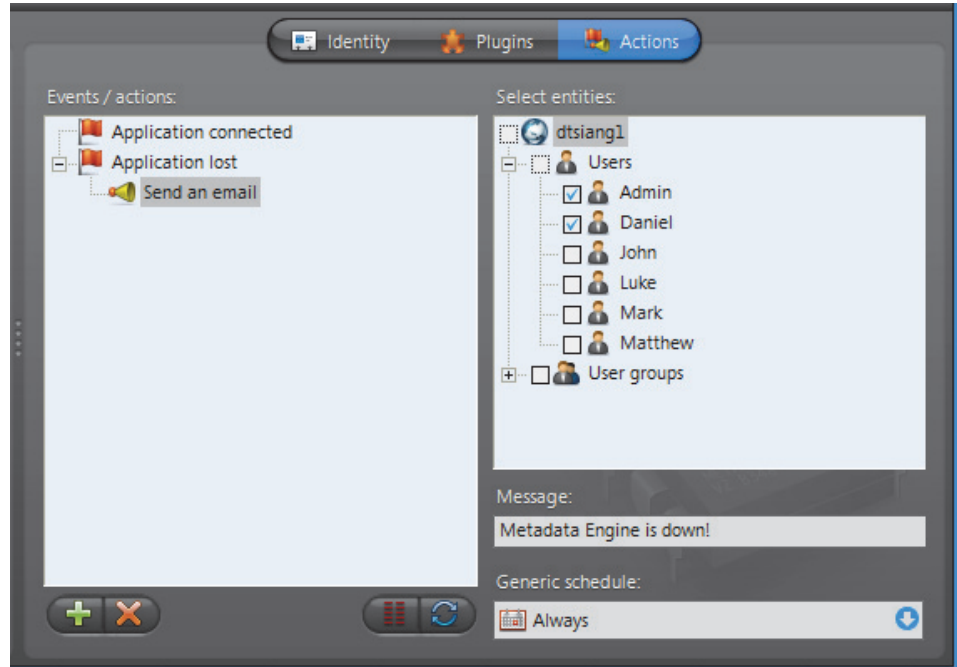 Identity
Plugins
Actions
Events / actions:
Application connected
Application lost
Send an email
Select entities:
dtsiang1
Users
Admin
Daniel
John
Luke
Mark
Matthew
User groups
Message:
Metadata Engine is down!
Generic schedule:
Always